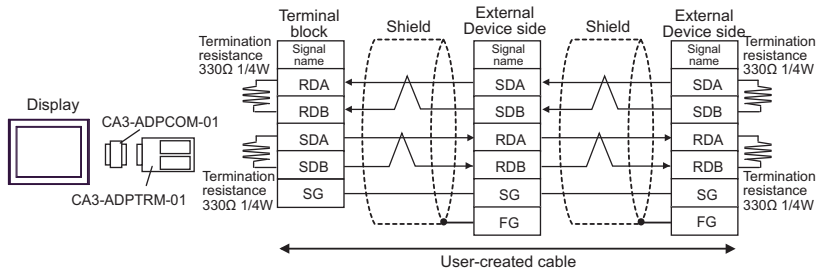 Terminal block
Shield
External Device side
Shield
External Device side
Termination resistance 330Ω 1/4W
Signal name
Signal name
Signal name
Termination resistance 330Ω 1/4W
RDA
SDA
SDA
RDB
SDB
SDB
SDA
RDA
RDA
SDB
RDB
RDB
SG
SG
SG
FG
FG
Display
CA3-ADPCOM-01
CA3-ADPTRM-01
Termination resistance 330Ω 1/4W
Termination resistance 330Ω 1/4W
User-created cable